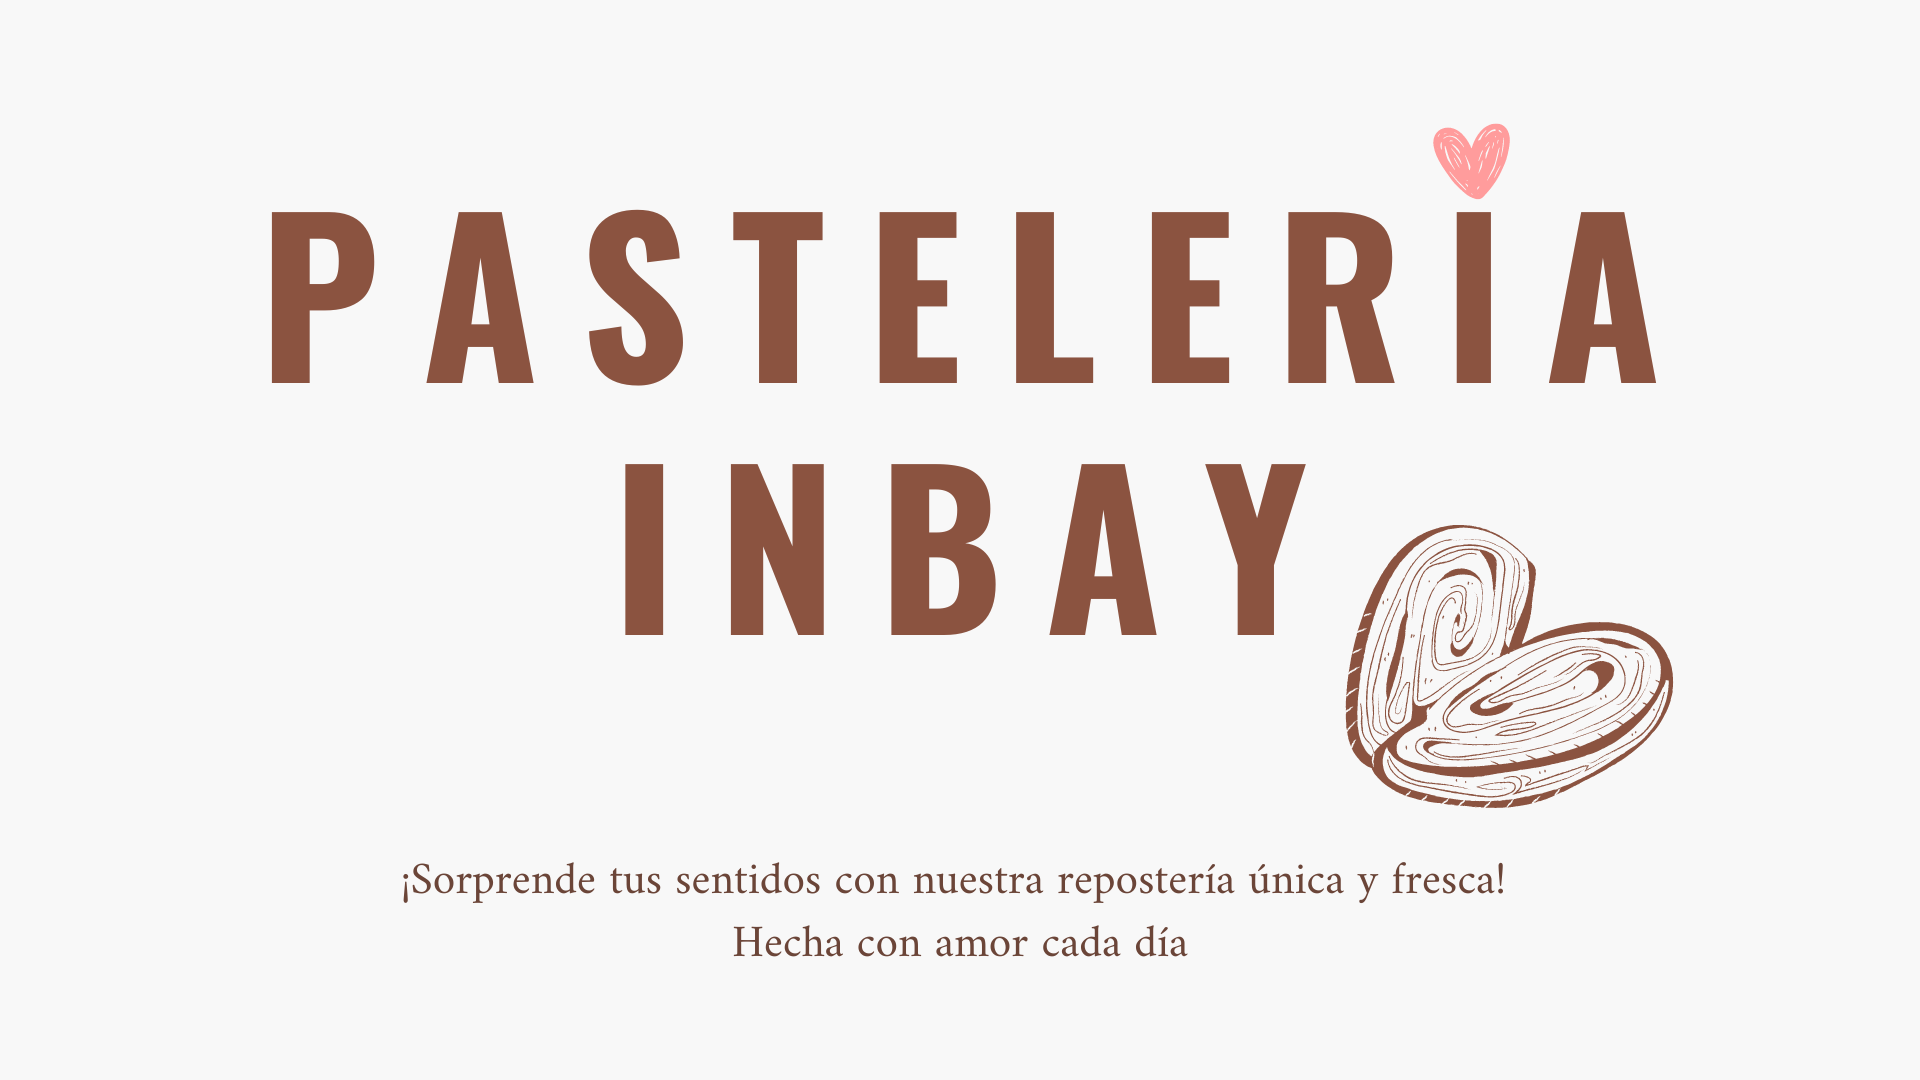 PASTELERIA
INBAY
¡Sorprende tus sentidos con nuestra repostería única y fresca!
Hecha con amor cada día